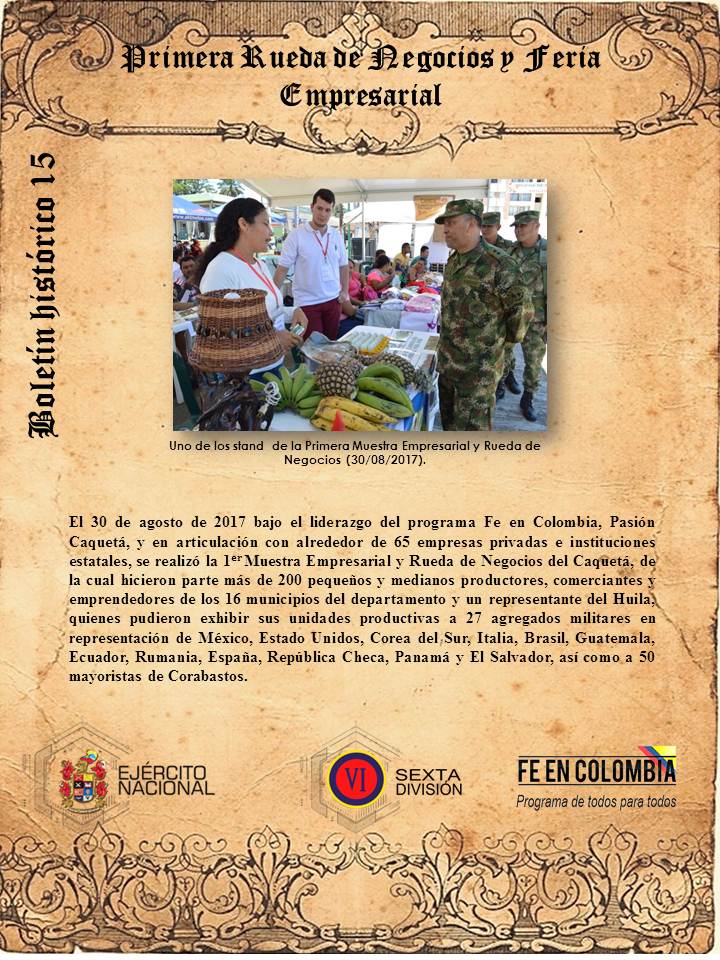 Primera Rueda de Negocios y Feria
Empresarial
Boletín histórico 15
Uno de los stand de la Primera Muestra Empresarial y Rueda de
Negocios (30/08/2017).
El 30 de agosto de 2017 bajo el liderazgo del programa Fe en Colombia, Pasión
Caquetá, y en articulación con alrededor de 65 empresas privadas e instituciones
estatales, se realizó la 1er Muestra Empresarial y Rueda de Negocios del Caquetá, de
la cual hicieron parte más de 200 pequeños y medianos productores, comerciantes y
emprendedores de los 16 municipios del departamento y un representante del Huila,
quienes pudieron exhibir sus unidades productivas a 27 agregados militares en
representación de México, Estado Unidos, Corea del Sur, Italia, Brasil, Guatemala,
Ecuador, Rumania, España, República Checa, Panamá y El Salvador, así como a 50
mayoristas de Corabastos.
EJÉRCITO
NACIONAL
VI
SEXTA
DIVISIÓN
FE EN COLOMBIA
Programa de todos para todos